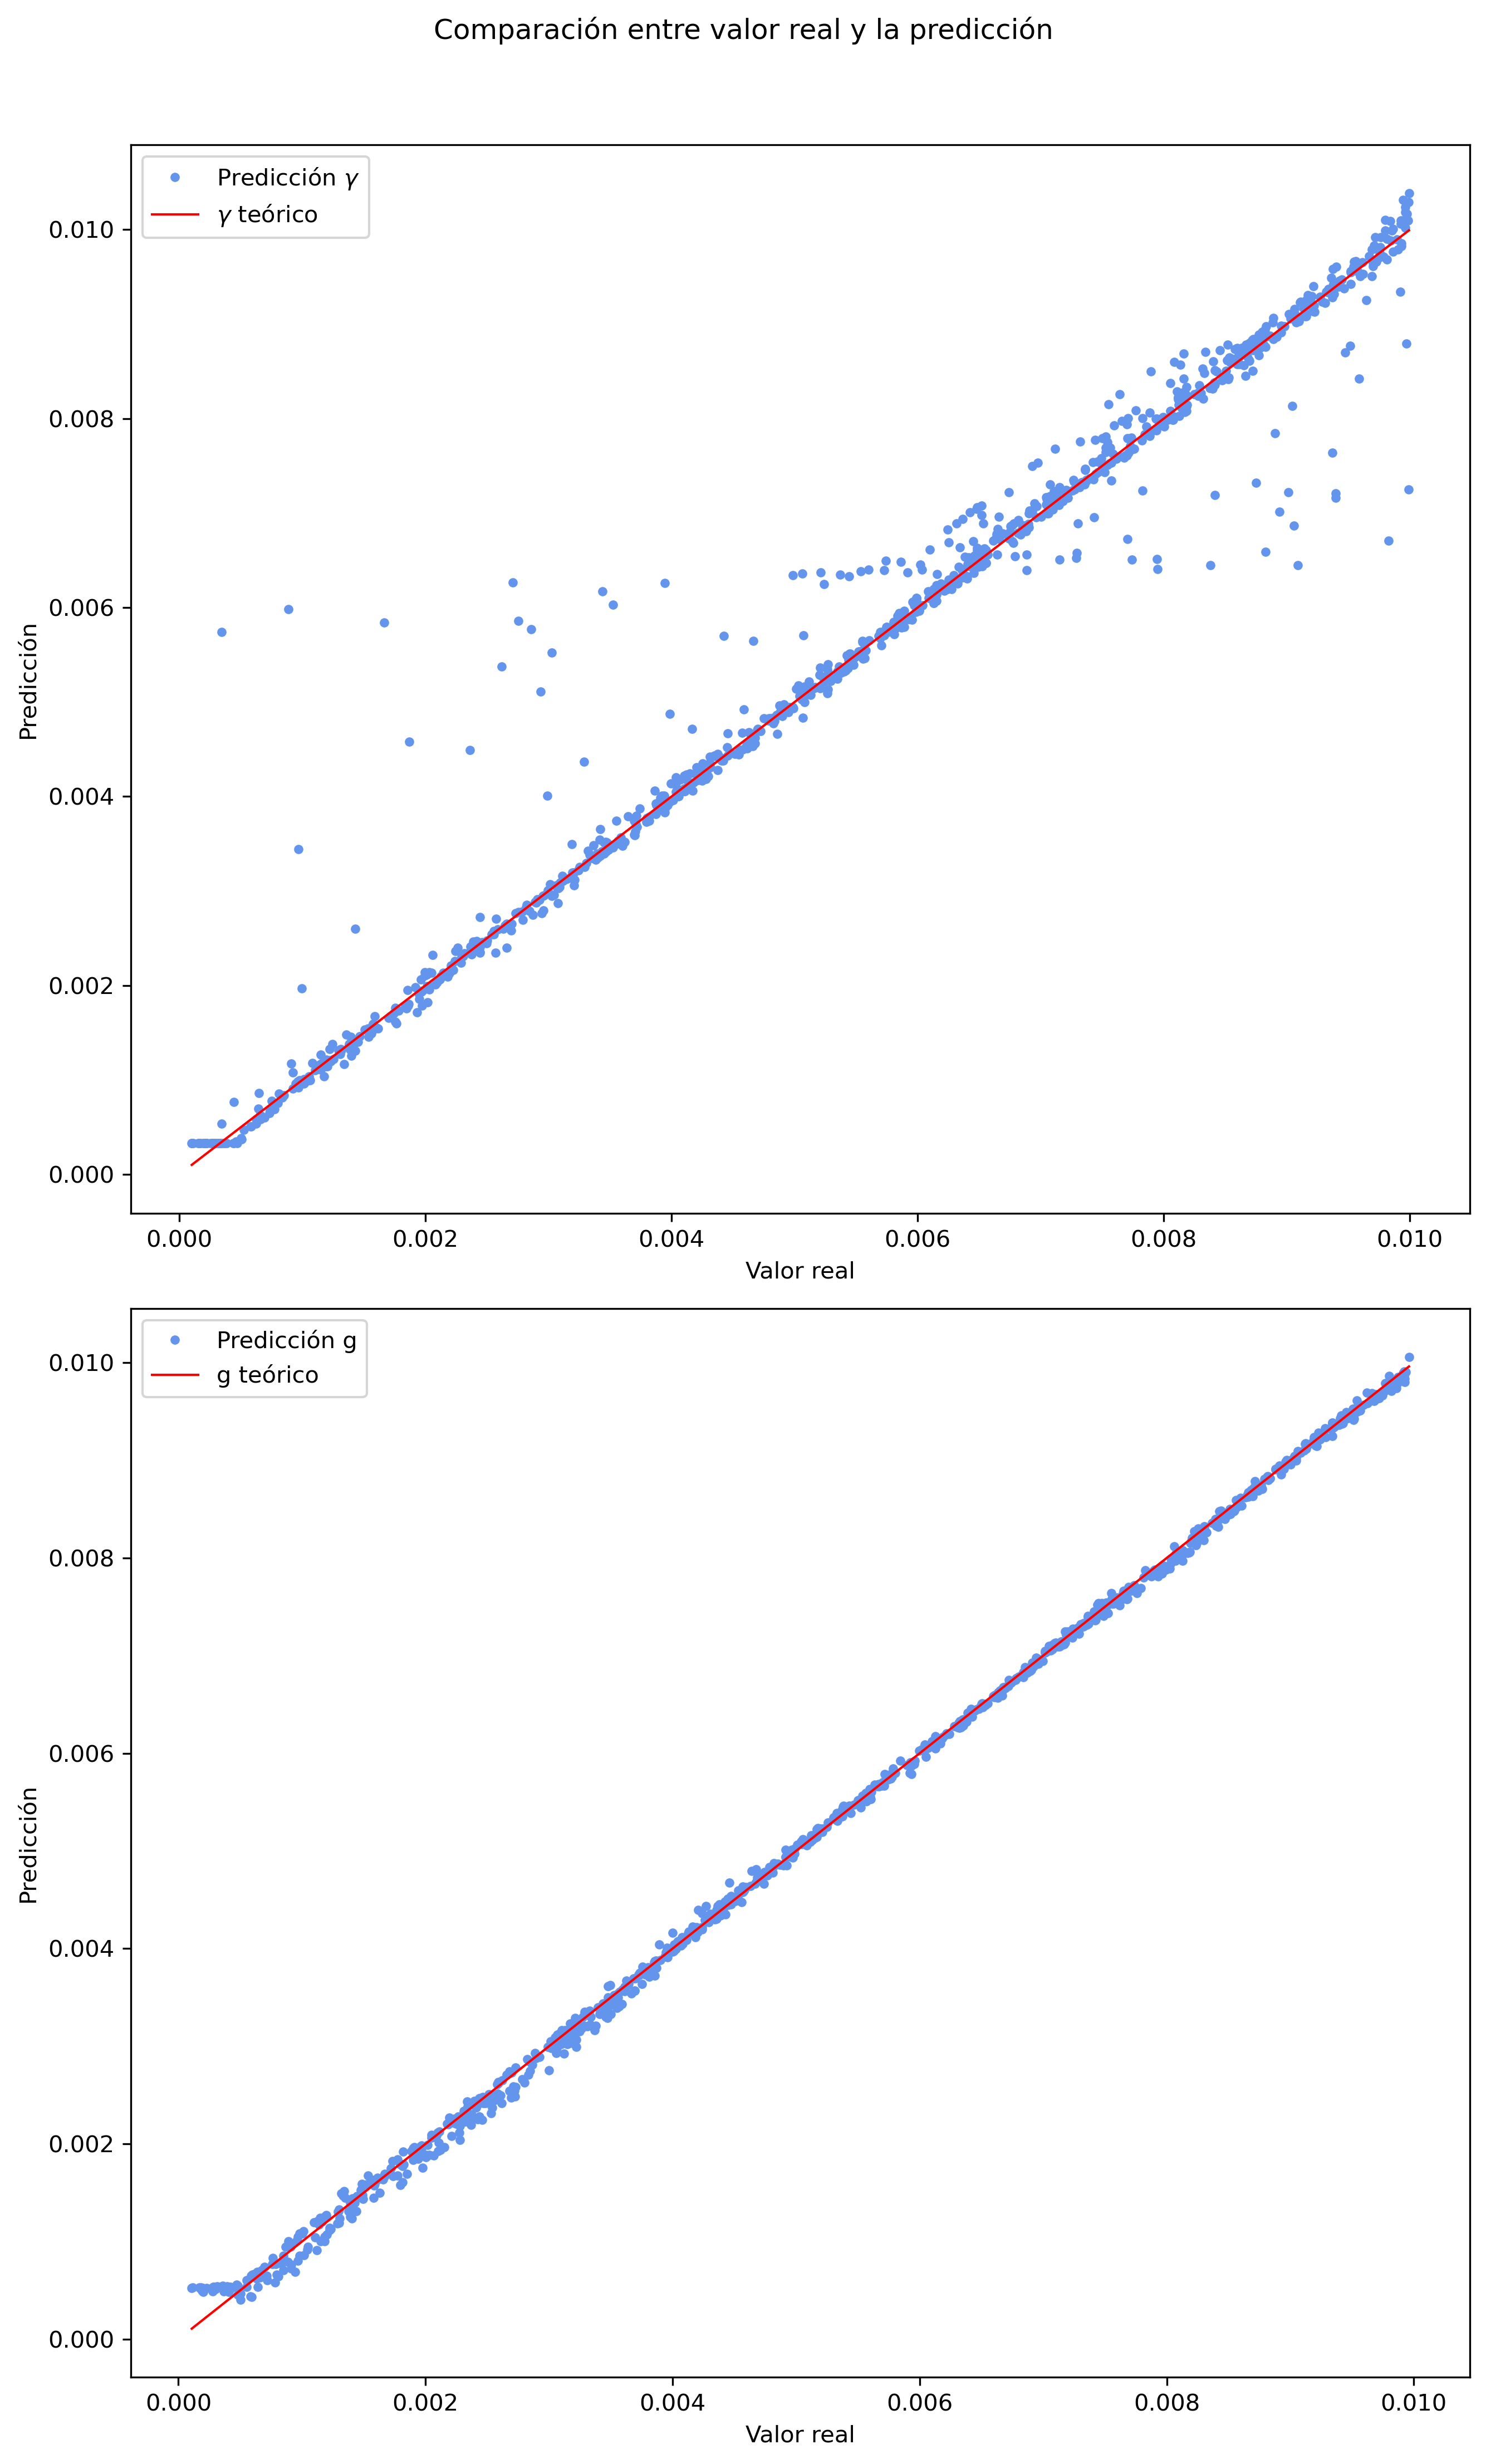 Comparación entre valor real y la predicción
Predicción γ
γ teórico
0.010
0.008
0.006
0.004
0.002
0.000
Predicción
0.000 0.002 0.004 0.006 0.008 0.010
Valor real
Predicción g
g teórico
0.010
0.008
0.006
0.004
0.002
0.000
Predicción
0.000 0.002 0.004 0.006 0.008 0.010
Valor real